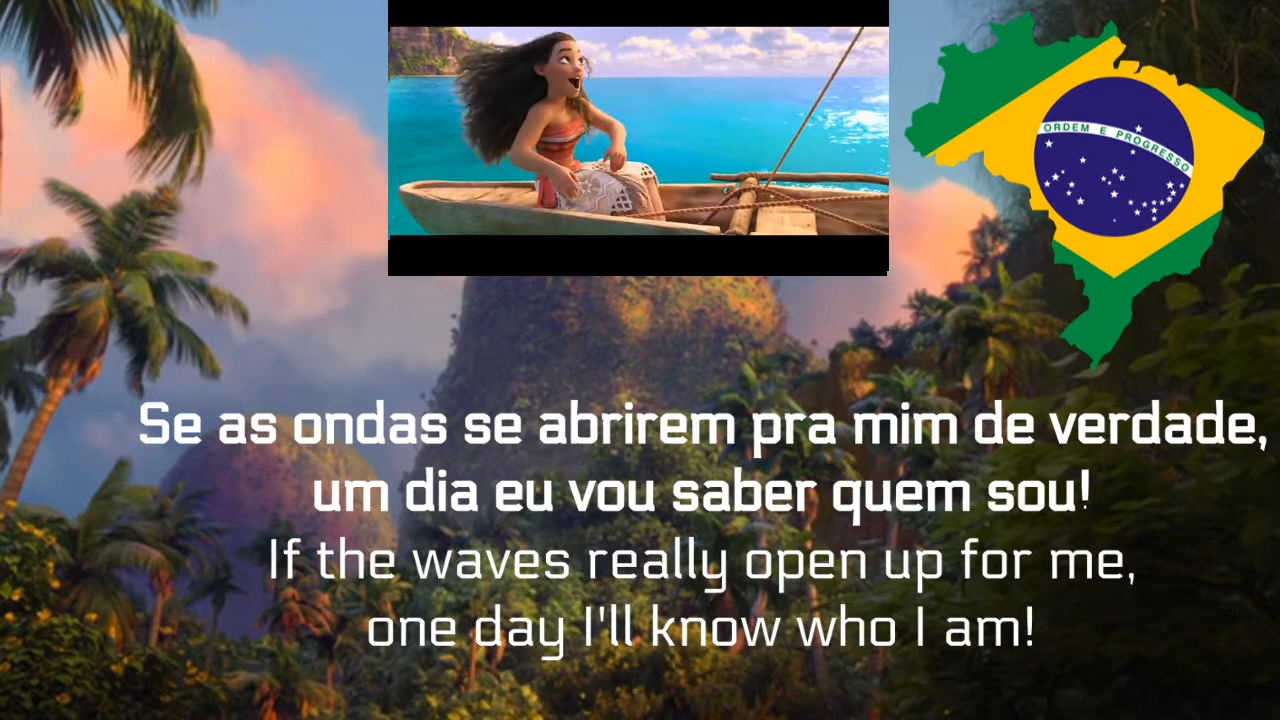 ORDEM E PROGRESSO
Se as ondas se abrirem pra mim de verdade,
um dia eu vou saber quem sou!
If the waves really open up for me,
one day I'll know who I am!